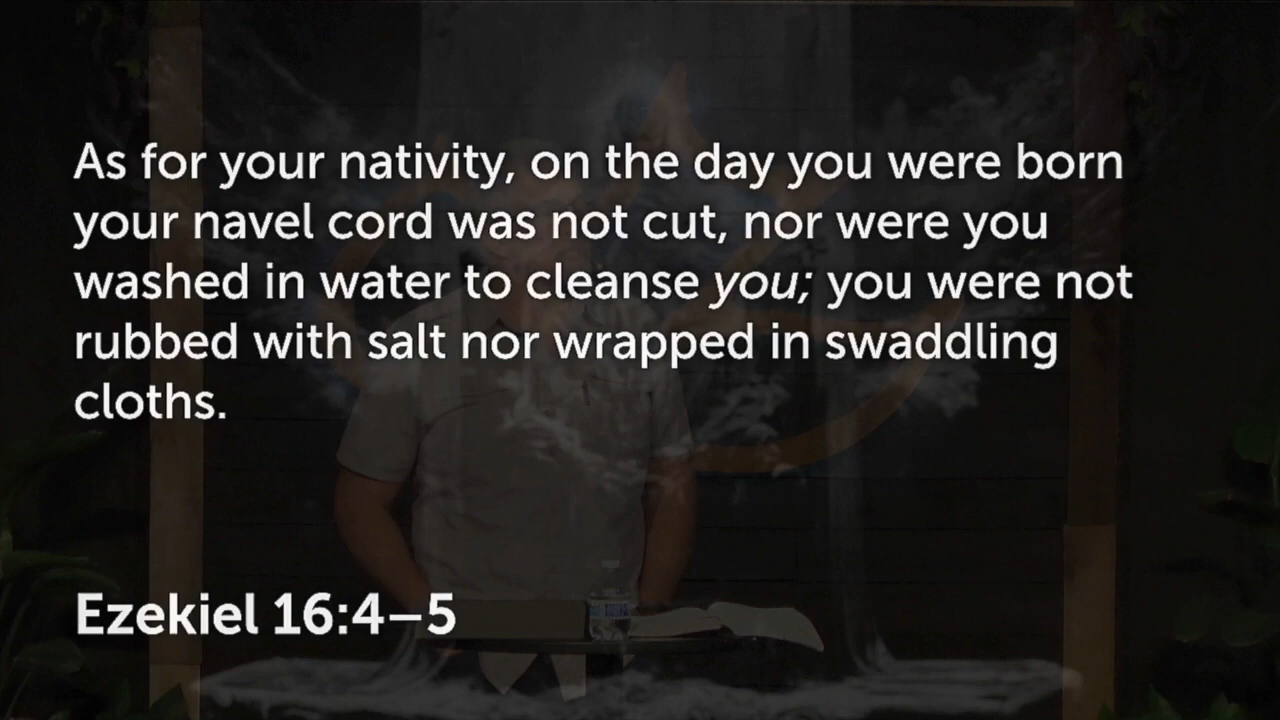 As for your nativity, on the day you were born
your navel cord was not cut, nor were you
washed in water to cleanse you; you were not
rubbed with salt nor wrapped in swaddling
cloths.
Ezekiel 16:4–5